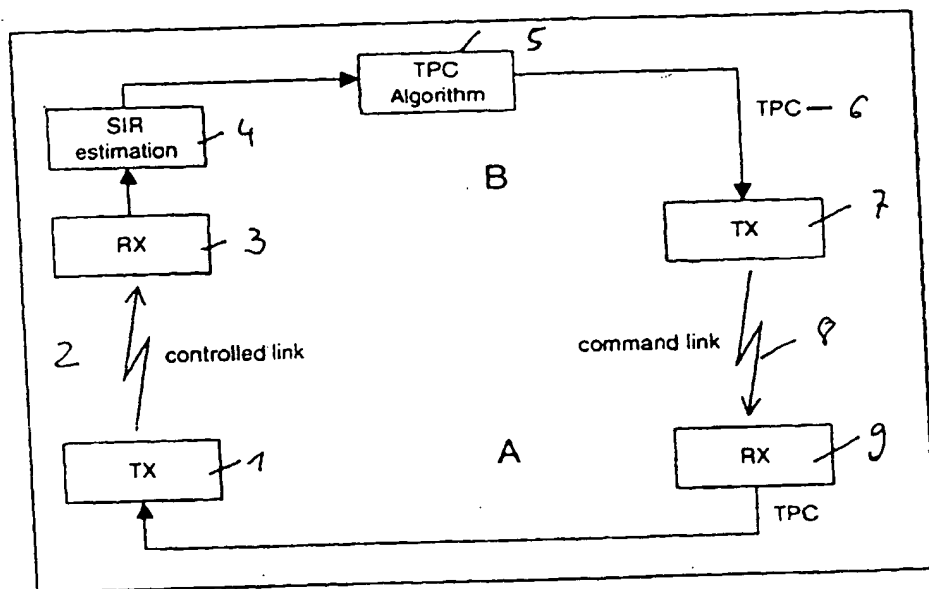 5
TPC
Algorithm
TPC 6
SIR
estimation
4
B
7
TX
RX
3
2
controlled link
command link
8
A
9
RX
TX
1
TPC